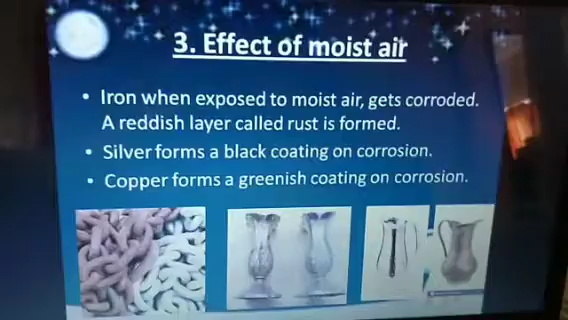 3. Effect of moist air
• Iron when exposed to moist air, gets corroded.
A reddish layer called rust is formed.
• Silver forms a black coating on corrosion.
• Copper forms a greenish coating on corrosion.